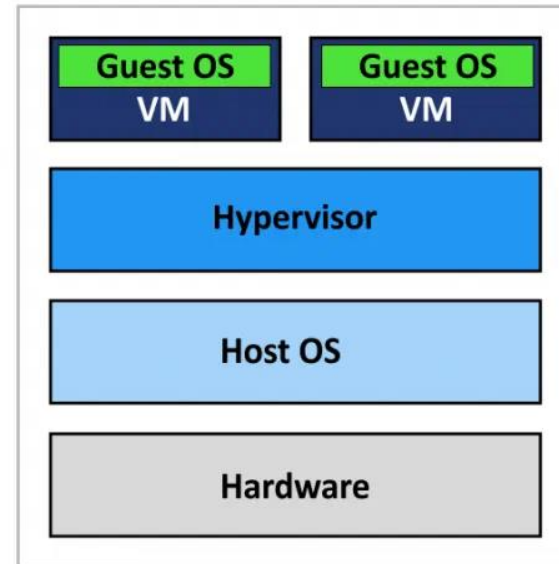 Guest OS
VM
Guest OS
VM
Hypervisor
Host OS
Hardware